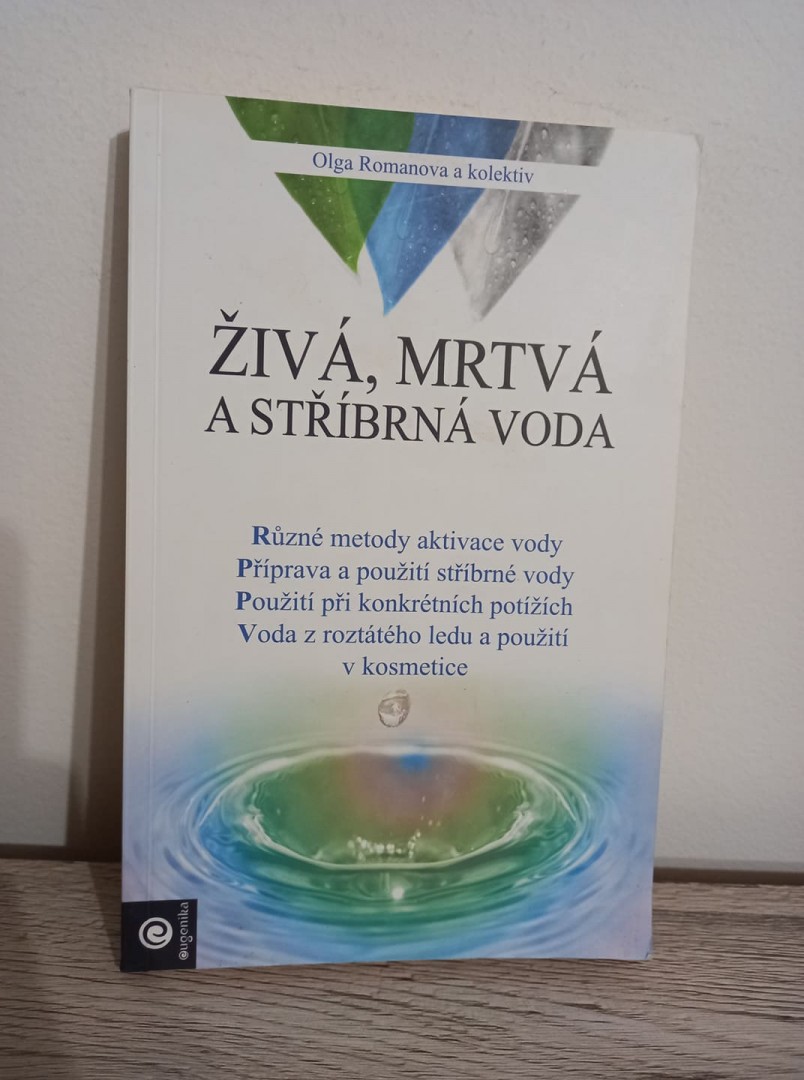 Olga Romanova a kolektiv
ŽIVÁ, MRTVÁ
A STŘÍBRNÁ VODA
Různé metody aktivace vody
Příprava a použití stříbrné vody
Použití při konkrétních potížích
Voda z roztátého ledu a použití
v kosmetice
eugenika